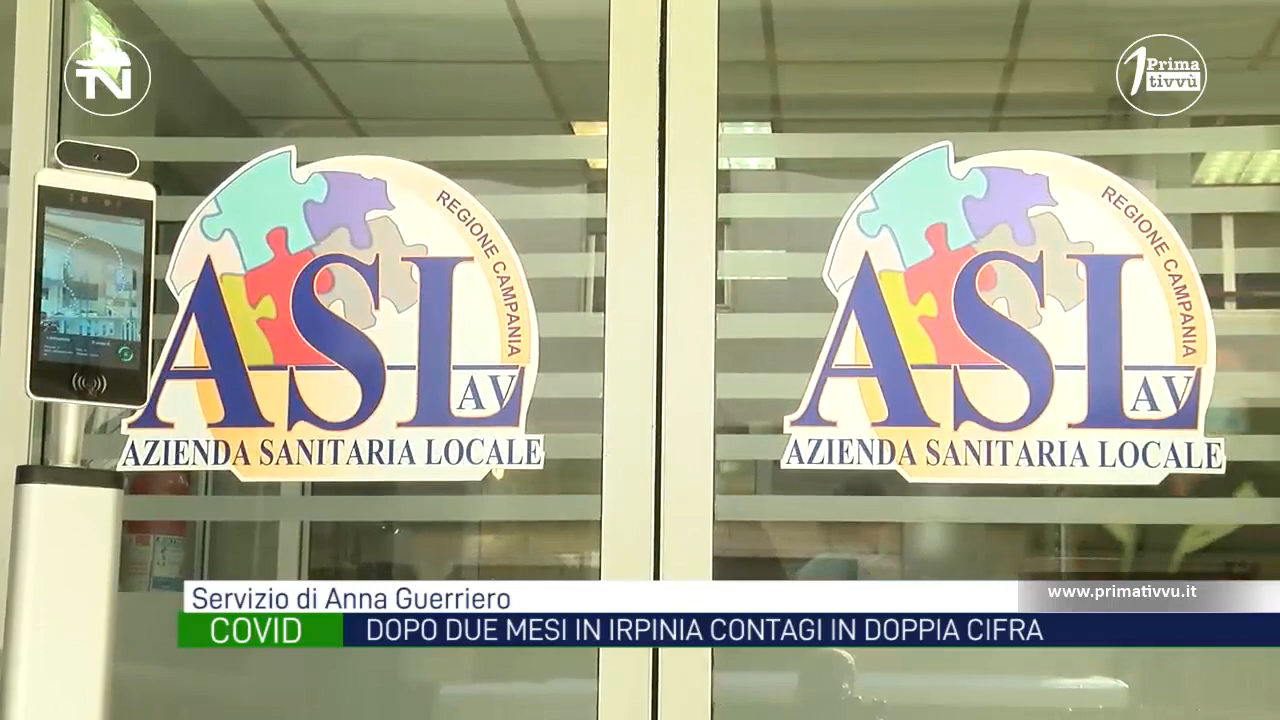 TN
1 Prima
tivvù
REGIONE CAMPANIA
ASL
AV
AZIENDA SANITARIA LOCALE
REGIONE CAMPANIA
ASL
AV
AZIENDA SANITARIA LOCALE
Servizio di Anna Guerriero
www.primativvu.it
COVID DOPO DUE MESI IN IRPINIA CONTAGI IN DOPPIA CIFRA